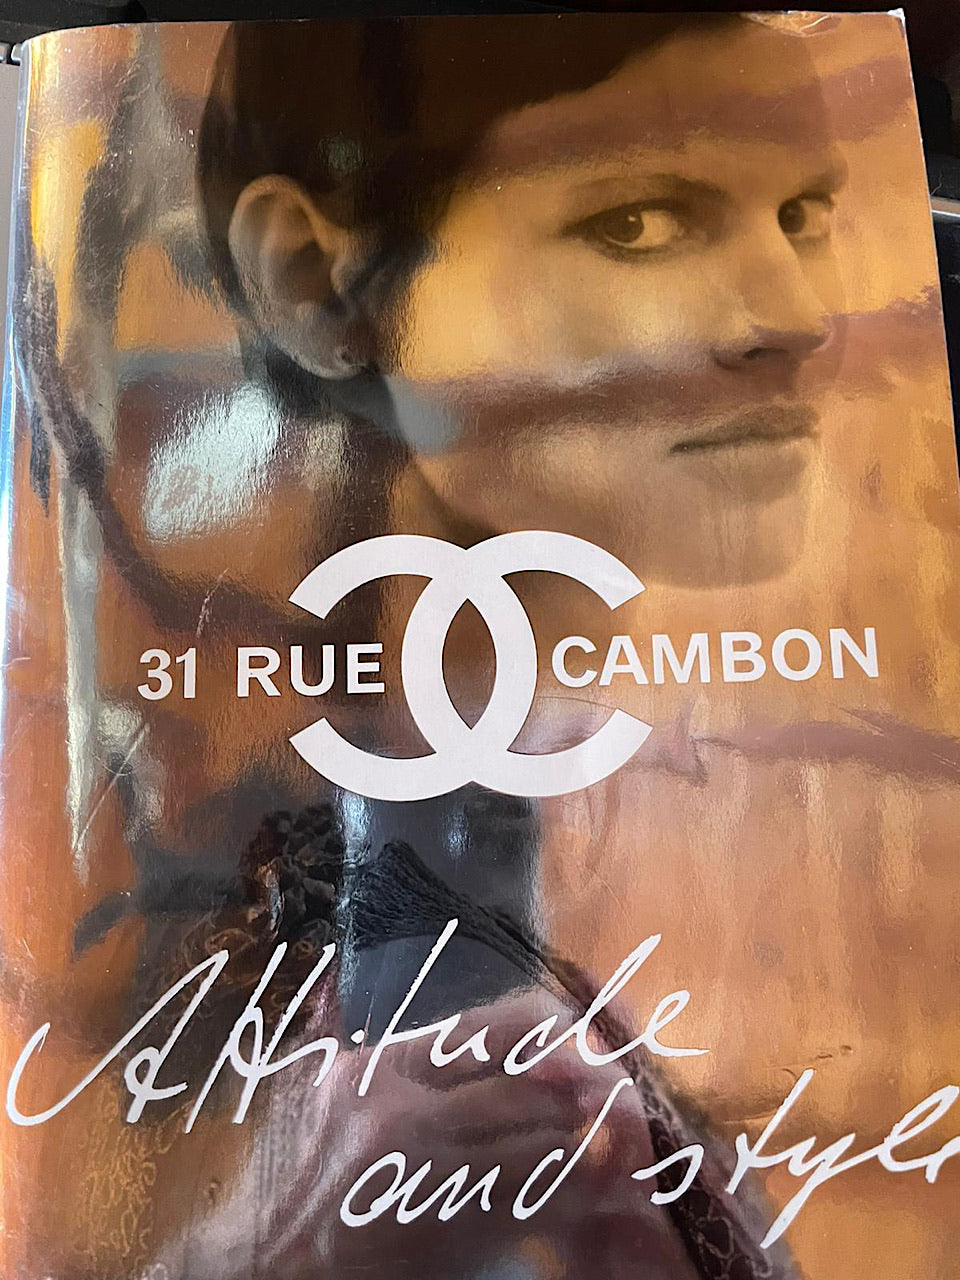 31 RUE CAMBON
Attitude
and style